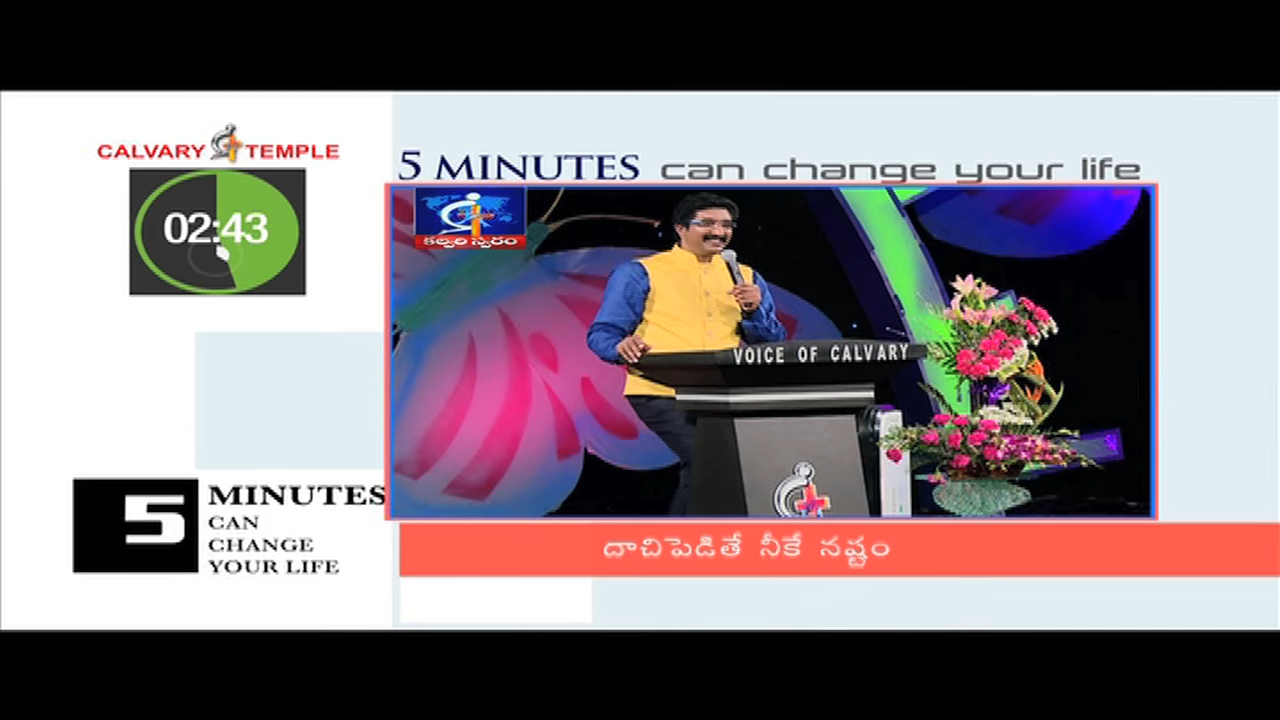 CALVARY TEMPLE
02:43
5 MINUTES can change your life
కల్వరి స్వరం
VOICE OF CALVARY
5 MINUTES
CAN
CHANGE
YOUR LIFE
దాచిపెడితే నీకే నష్టం